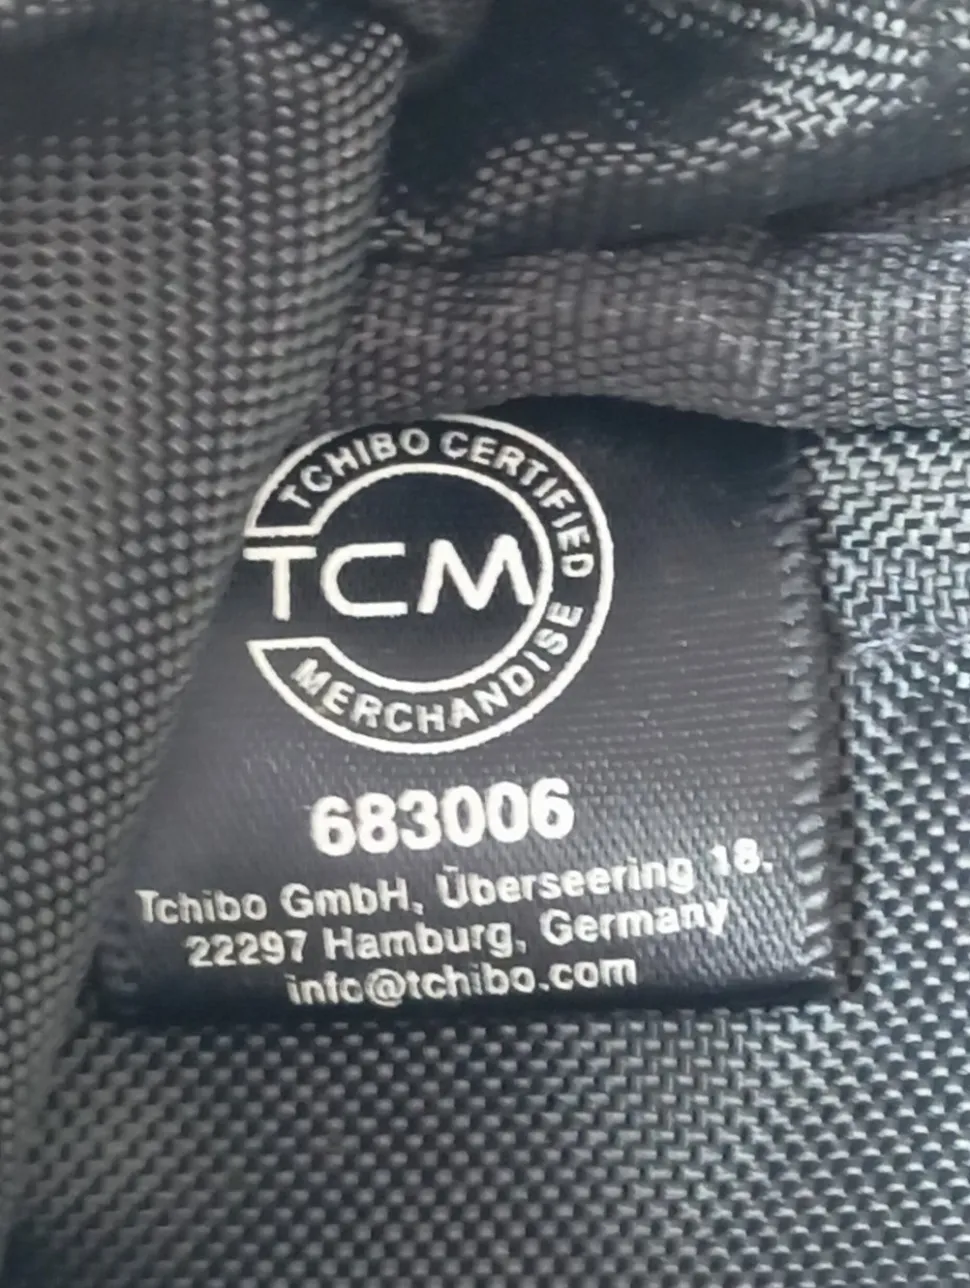 TCHIBO CERTIFIED
TCM
MERCHANDISE
683006
Tchibo GmbH, Überseering 18,
22297 Hamburg, Germany
info@tchibo.com